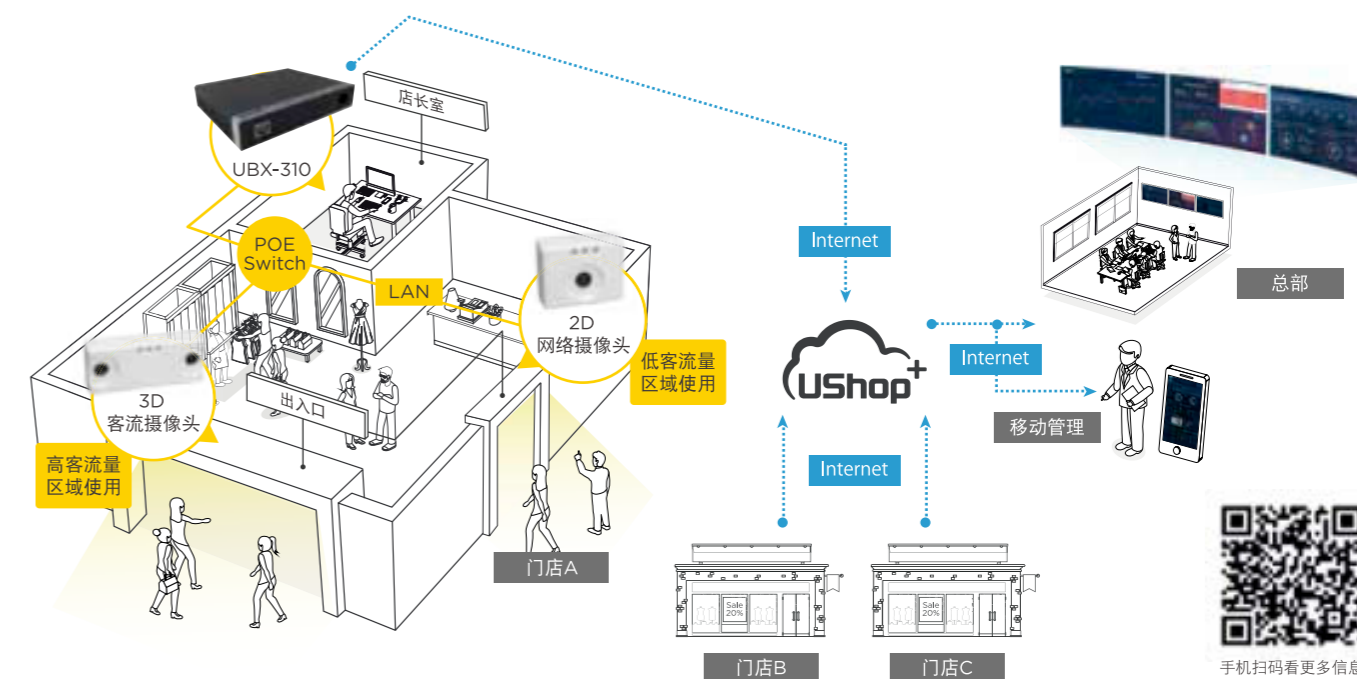 店长室
UBX-310
POE
Switch
LAN
2D
网络摄像头
低客流量
区域使用
3D
客流摄像头
高客流量
区域使用
出入口
门店A
Internet
UShop+
Internet
总部
移动管理
Internet
Sale
20%
门店B
Sale
20%
门店C
手机扫码看更多信息